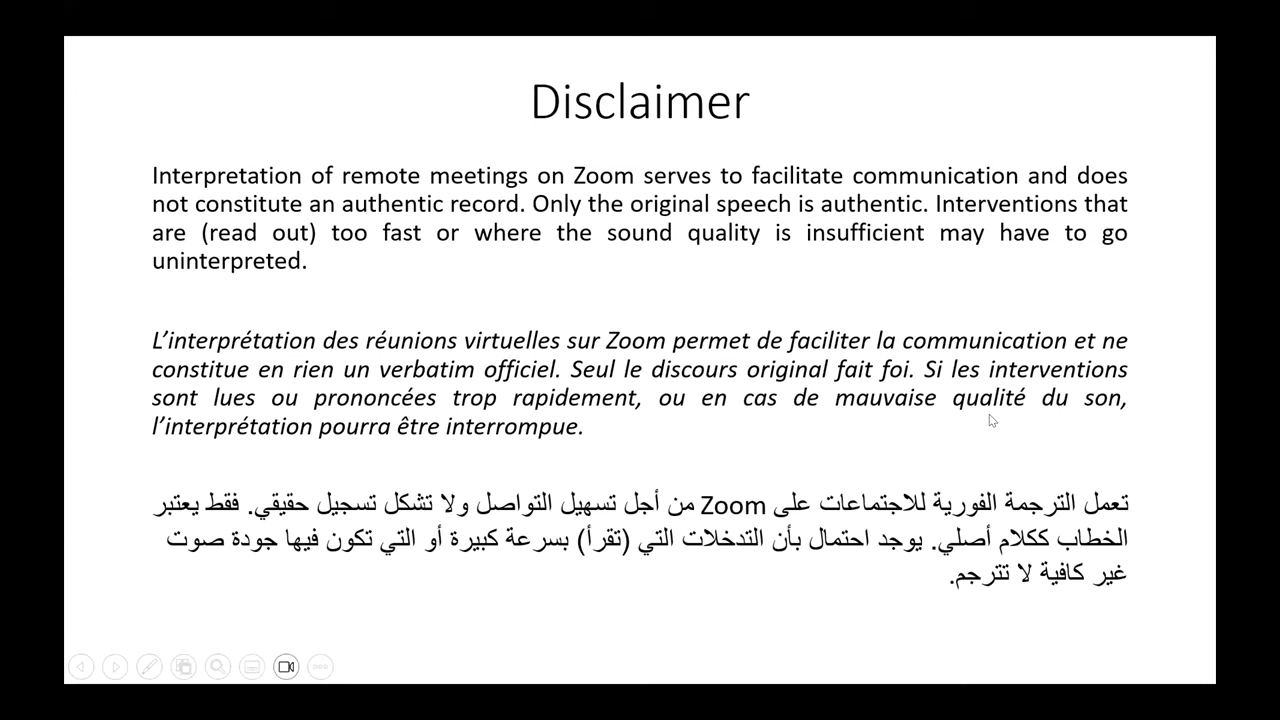 Disclaimer
Interpretation of remote meetings on Zoom serves to facilitate communication and does
not constitute an authentic record. Only the original speech is authentic. Interventions that
are (read out) too fast or where the sound quality is insufficient may have to go
uninterpreted.
L’interprétation des réunions virtuelles sur Zoom permet de faciliter la communication et ne
constitue en rien un verbatim officiel. Seul le discours original fait foi. Si les interventions
sont lues ou prononcées trop rapidement, ou en cas de mauvaise qualité du son,
l’interprétation pourra être interrompue.
تعمل الترجمة الفورية للاجتماعات على Zoom من أجل تسهيل التواصل ولا تشكل تسجيل حقيقي. فقط يعتبر
الخطاب ككلام أصلي. يوجد احتمال بأن التدخلات التي (تقرأ) بسرعة كبيرة أو التي تكون فيها جودة صوت
غير كافية لا تترجم.